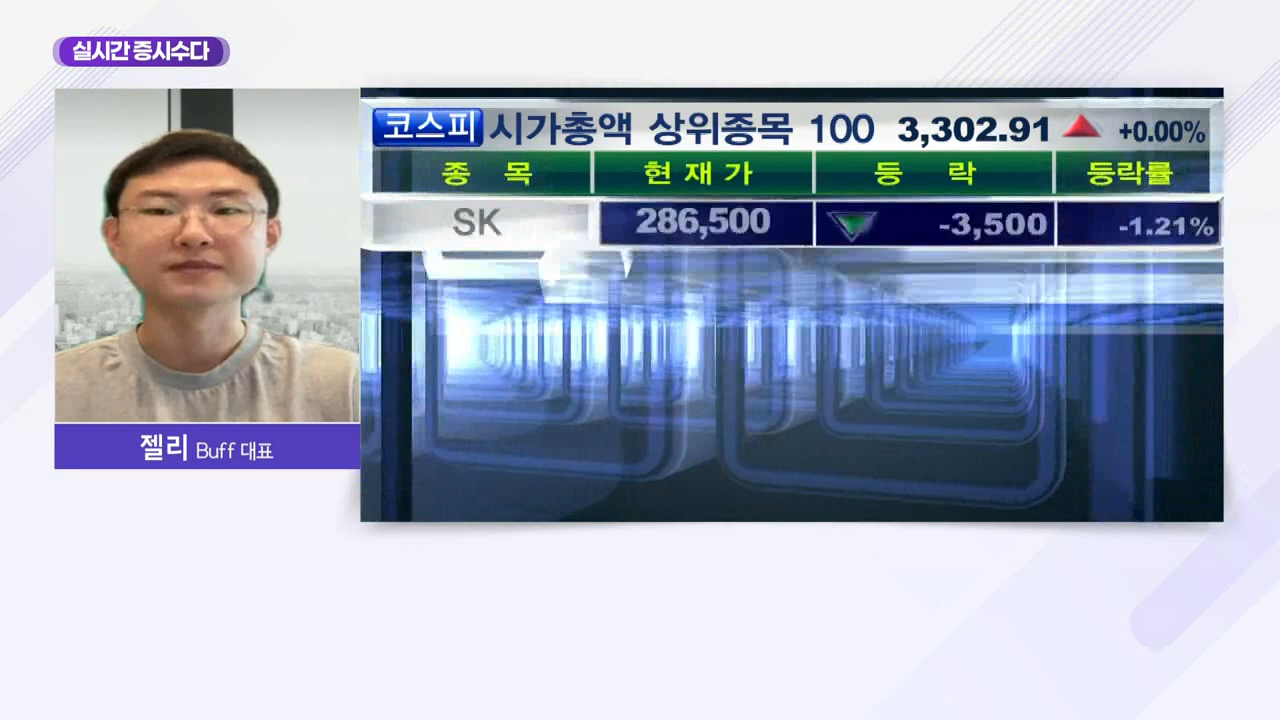 실시간 증시수다
코스피 시가총액 상위종목 100 3,302.91 +0.00%
종 목 현 재 가 등 락 등락률
SK 286,500 -3,500 -1.21%
젤리 Buff 대표